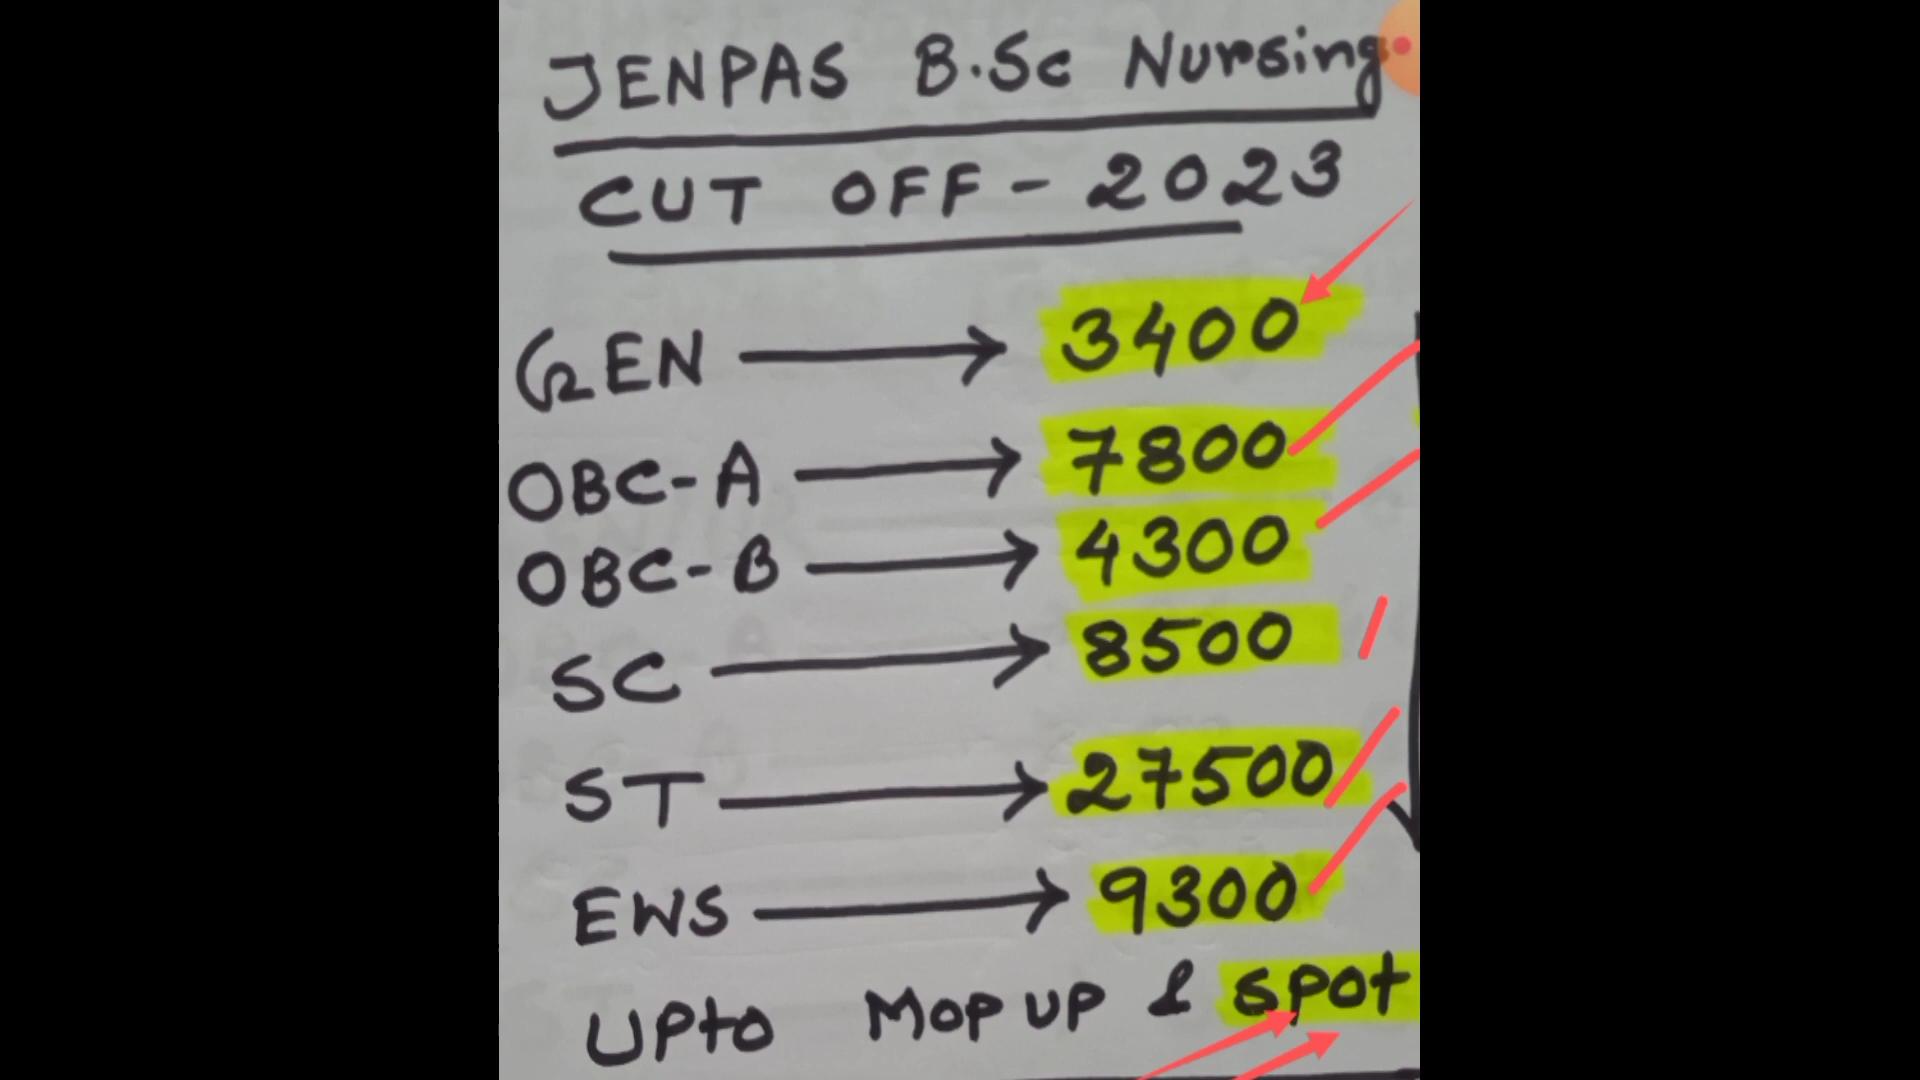 JENPAS B.Sc Nursing
CUT OFF - 2023
GEN → 3400
OBC-A → 7800
OBC-B → 4300
SC → 8500
ST → 27500
EWS → 9300
Upto Mop up & spot